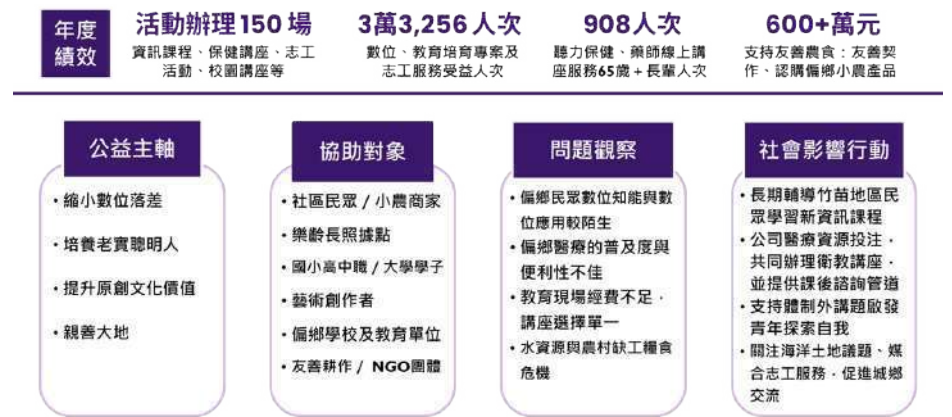 年度
績效
活動辦理150場
資訊課程、保健講座、志工
活動、校園講座等
3萬3,256人次
數位、教育培育專案及
志工服務受益人次
908人次
聽力保健、藥師線上講
座服務65歲+長輩人次
600+萬元
支持友善農食：友善契
作、認購偏鄉小農產品
公益主軸
・縮小數位落差
・培養老實聰明人
・提升原創文化價值
・親善大地
協助對象
・社區民眾 / 小農商家
・樂齡長照據點
・國小高中職 / 大學學子
・藝術創作者
・偏鄉學校及教育單位
・友善耕作 / NGO團體
問題觀察
・偏鄉民眾數位知能與數
位應用較陌生
・偏鄉醫療的普及度與
便利性不佳
・教育現場經費不足，
講座選擇單一
・水資源與農村缺工糧食
危機
社會影響行動
・長期輔導竹苗地區民
眾學習新資訊課程
・公司醫療資源投注，
共同辦理衛教講座，
並提供課後諮詢管道
・支持體制外講題啟發
青年探索自我
・關注海洋土地議題、媒
合志工服務，促進城鄉
交流